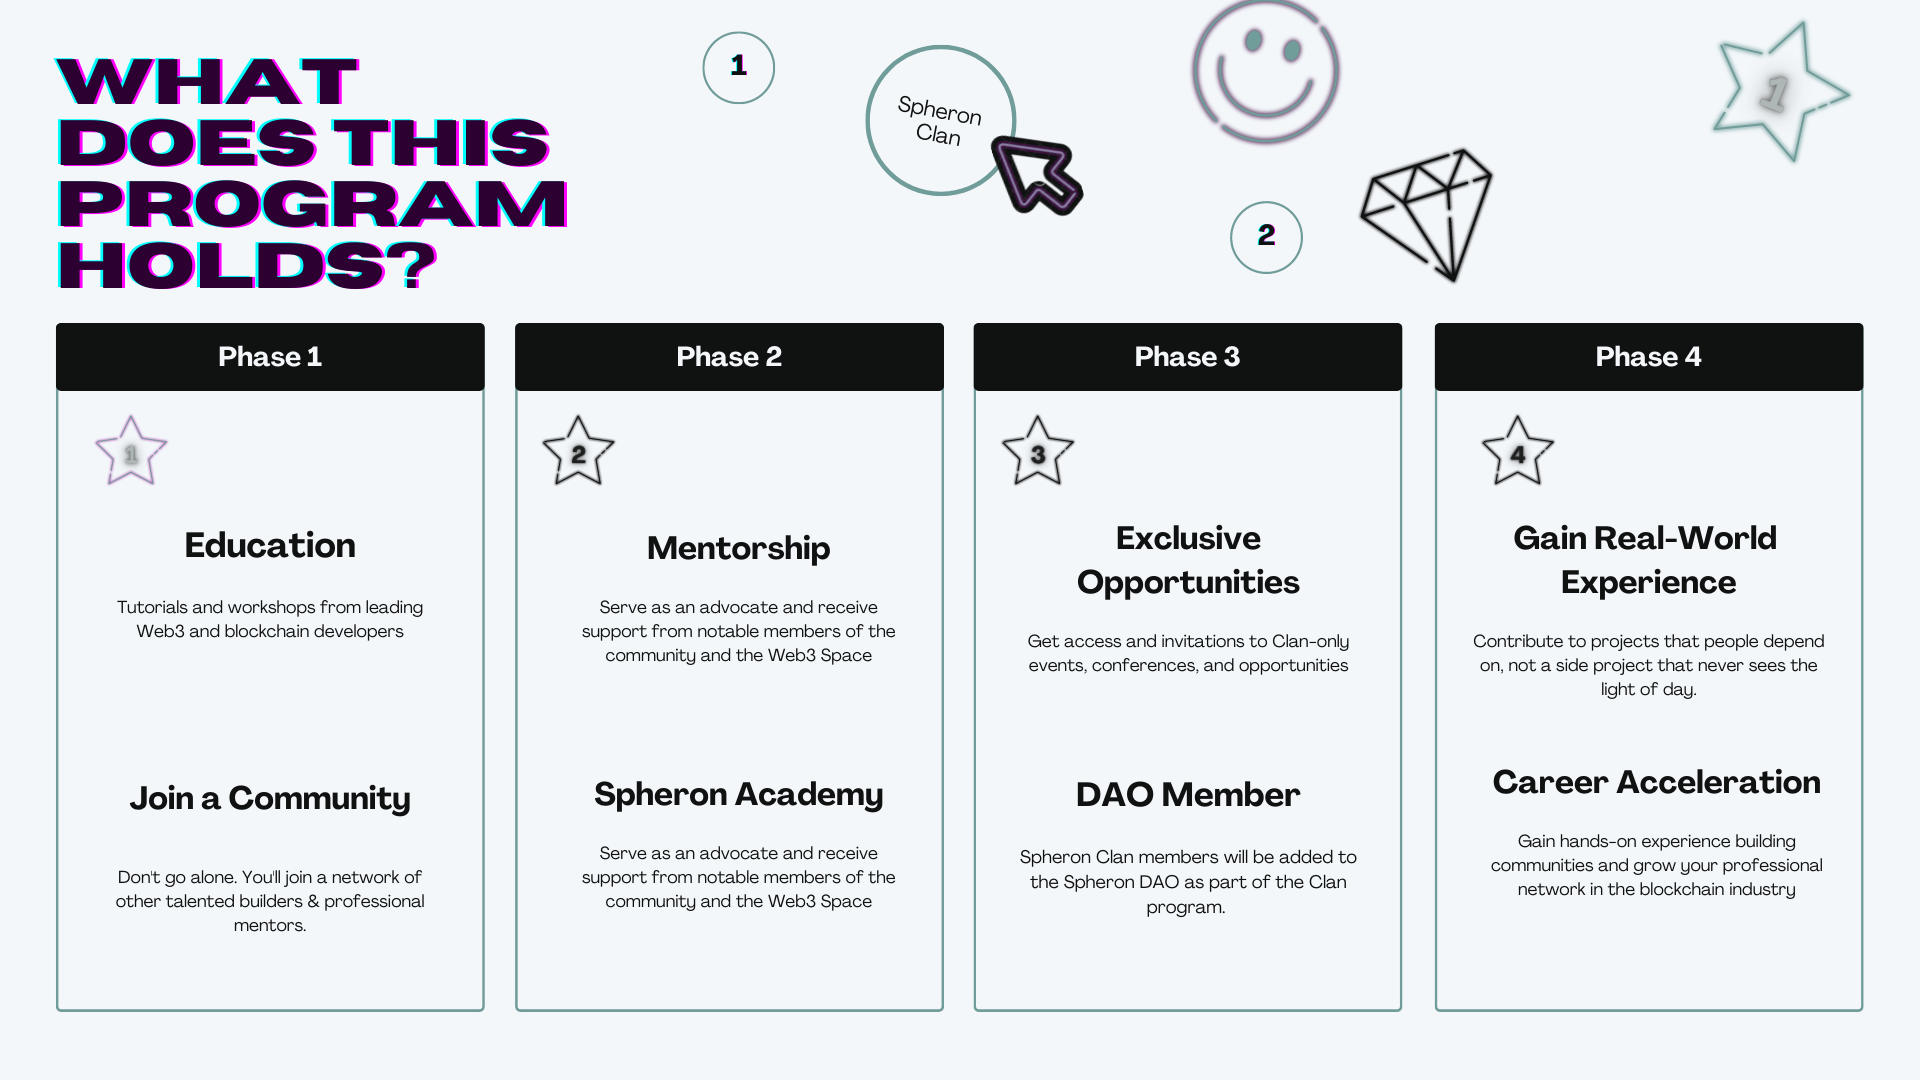 WHAT
DOES THIS
PROGRAM
HOLDS?
1
Spheron
Clan
2
1
Phase 1
1
Education
Tutorials and workshops from leading
Web3 and blockchain developers
Join a Community
Don't go alone. You'll join a network of
other talented builders & professional
mentors.
Phase 2
2
Mentorship
Serve as an advocate and receive
support from notable members of the
community and the Web3 Space
Spheron Academy
Serve as an advocate and receive
support from notable members of the
community and the Web3 Space
Phase 3
3
Exclusive
Opportunities
Get access and invitations to Clan-only
events, conferences, and opportunities
DAO Member
Spheron Clan members will be added to
the Spheron DAO as part of the Clan
program.
Phase 4
4
Gain Real-World
Experience
Contribute to projects that people depend
on, not a side project that never sees the
light of day.
Career Acceleration
Gain hands-on experience building
communities and grow your professional
network in the blockchain industry